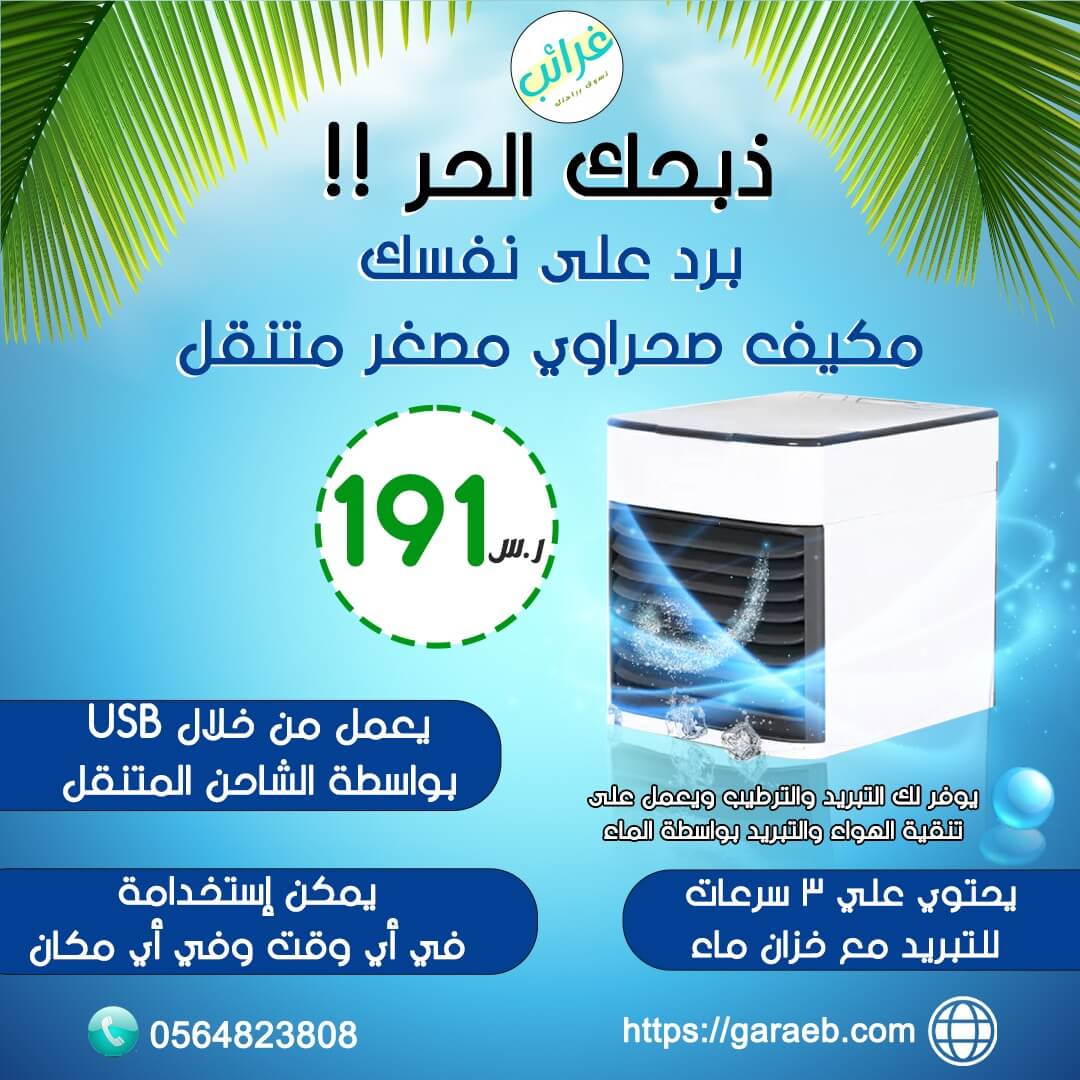 غرائب
تسوق براحتك
ذبحك الحر !!
برد على نفسك
مكيف صحراوي مصغر متنقل
191 ر.س
يعمل من خلال USB
بواسطة الشاحن المتنقل
يوفر لك التبريد والترطيب ويعمل على
تنقية الهواء والتبريد بواسطة الماء
يحتوي علي ٣ سرعات
للتبريد مع خزان ماء
يمكن إستخدامة
في أي وقت وفي أي مكان
https://garaeb.com
0564823808